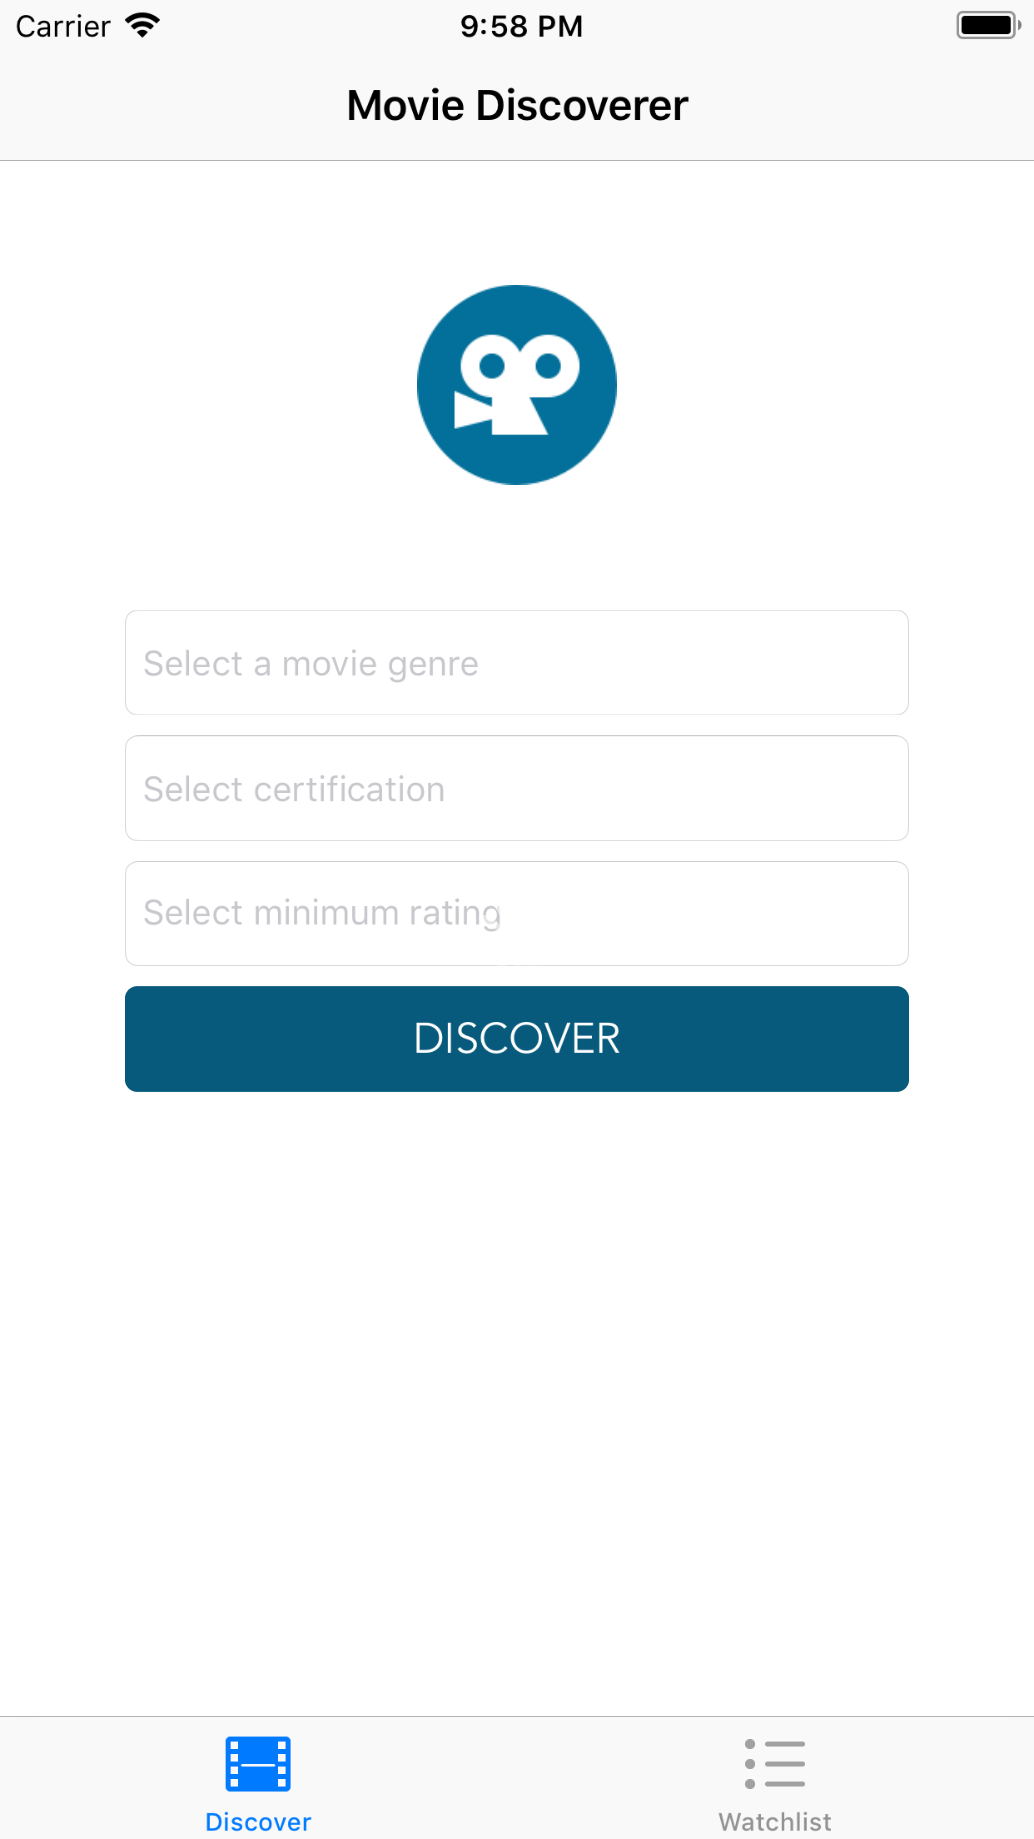 Carrier 9:58 PM
Movie Discoverer
Select a movie genre
Select certification
Select minimum rating
DISCOVER
Discover Watchlist